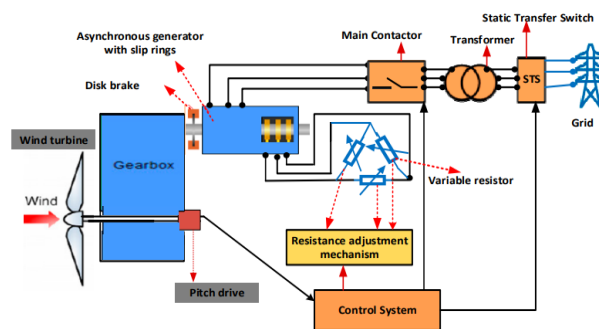 Static Transfer Switch
Main Contactor
Transformer
Asynchronous generator
with slip rings
Disk brake
STS
Grid
Wind turbine
Gearbox
Variable resistor
Wind
Resistance adjustment
mechanism
Pitch drive
Control System